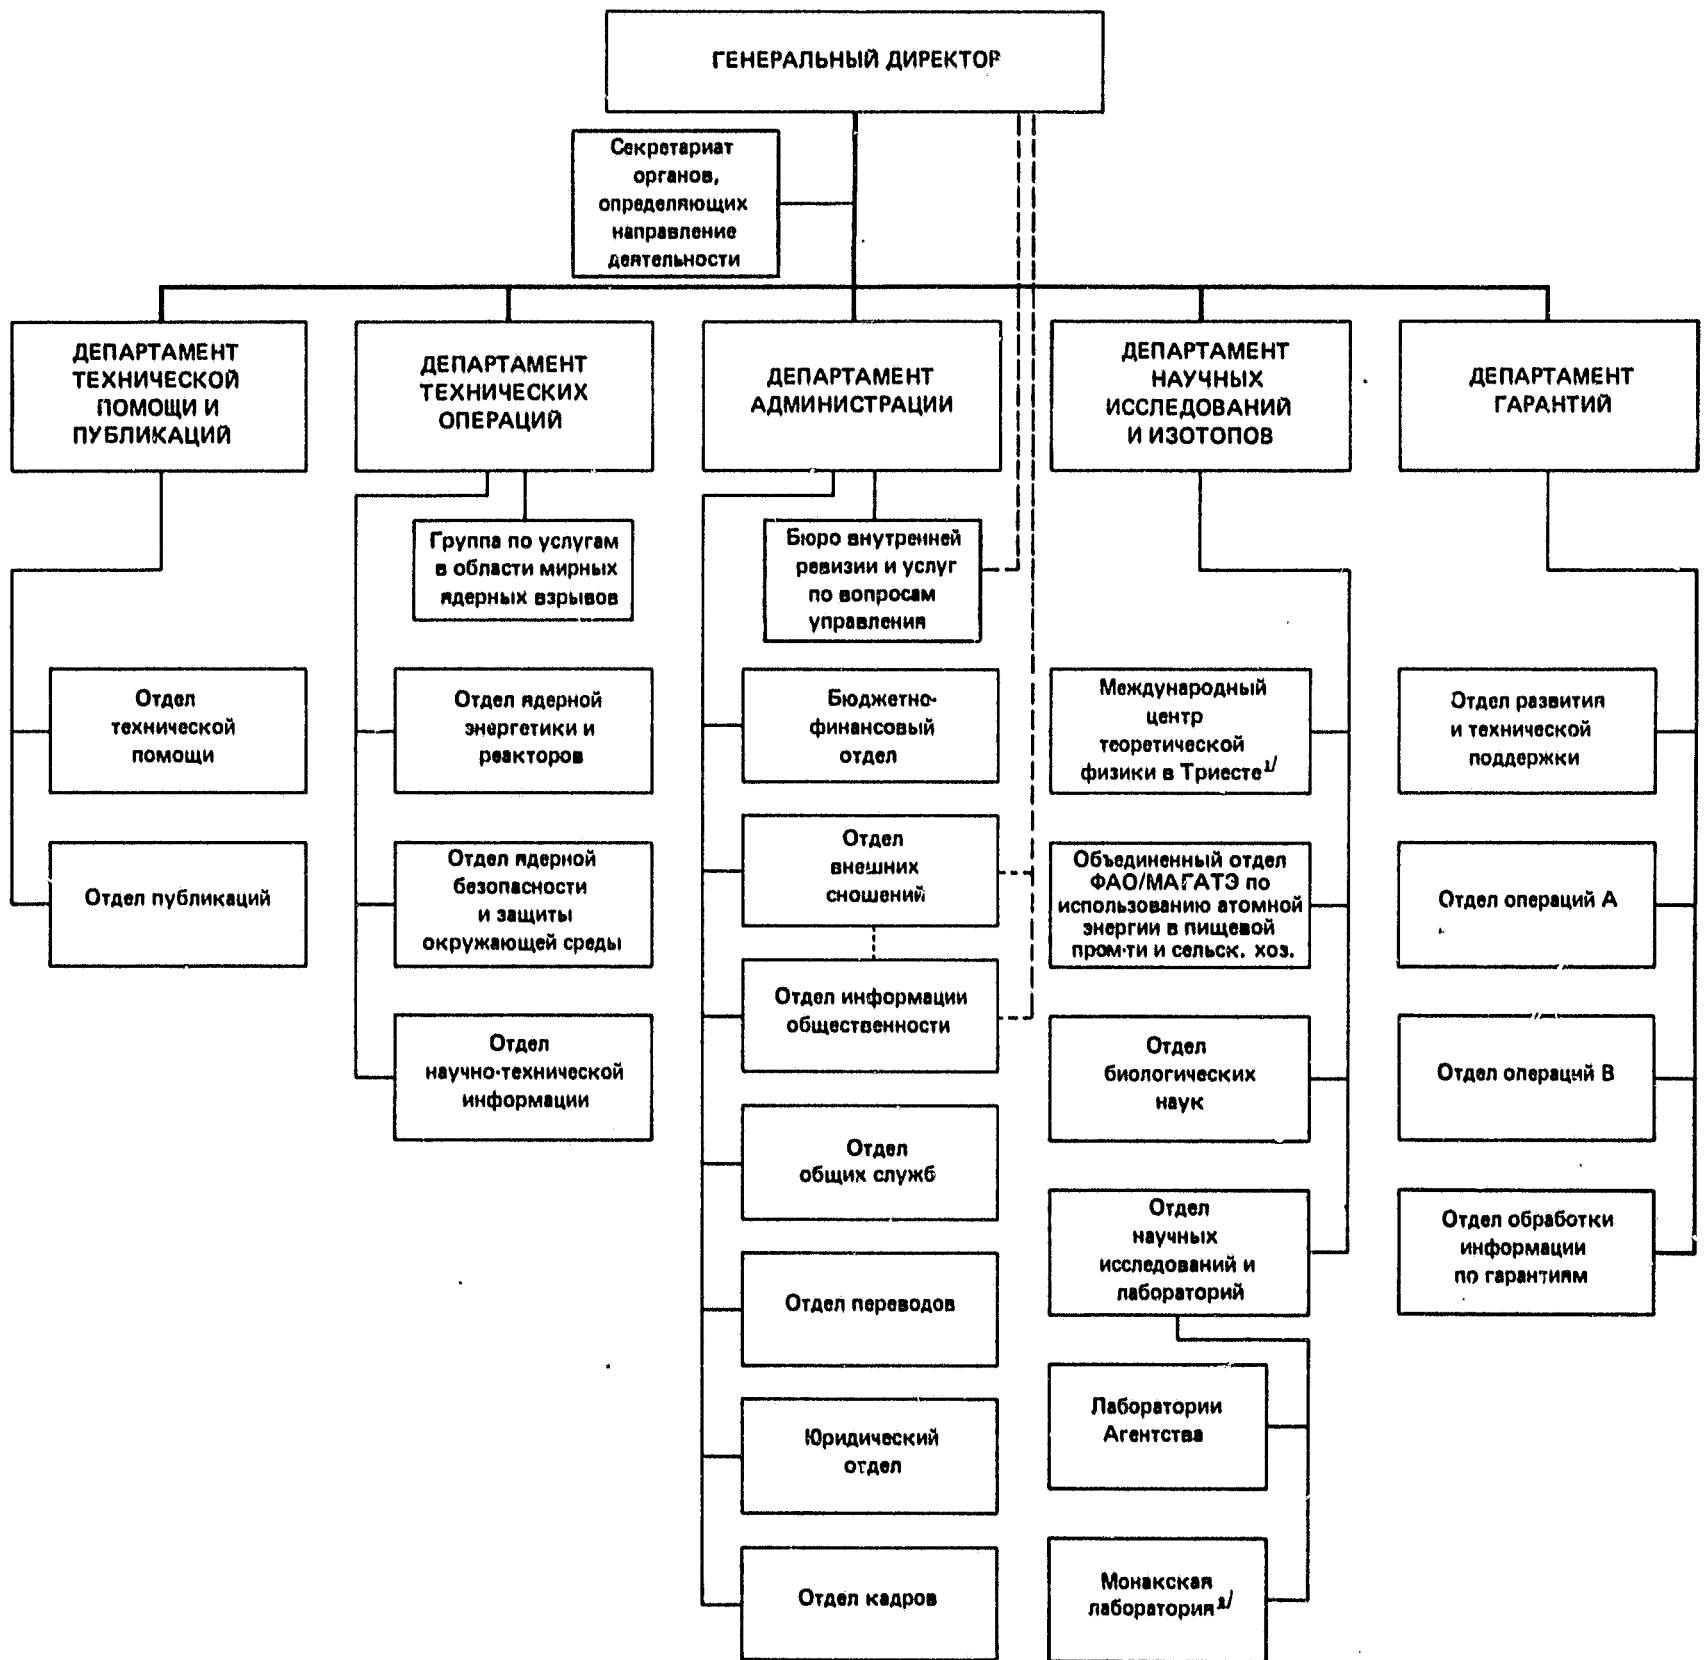 ГЕНЕРАЛЬНЫЙ ДИРЕКТОР
Секретариат
органов,
определяющих
направление
деятельности
ДЕПАРТАМЕНТ
ТЕХНИЧЕСКОЙ
ПОМОЩИ И
ПУБЛИКАЦИЙ
ДЕПАРТАМЕНТ
ТЕХНИЧЕСКИХ
ОПЕРАЦИЙ
ДЕПАРТАМЕНТ
АДМИНИСТРАЦИИ
ДЕПАРТАМЕНТ
НАУЧНЫХ
ИССЛЕДОВАНИЙ
И ИЗОТОПОВ
ДЕПАРТАМЕНТ
ГАРАНТИЙ
Группа по услугам
в области мирных
ядерных взрывов
Бюро внутренней
ревизии и услуг
по вопросам
управления
Отдел
технической
помощи
Отдел ядерной
энергетики и
реакторов
Бюджетно-
финансовый
отдел
Международный
центр
теоретической
физики в Триесте1/
Отдел развития
и технической
поддержки
Отдел публикаций
Отдел ядерной
безопасности
и защиты
окружающей среды
Отдел
внешних
сношений
Объединенный отдел
ФАО/МАГАТЭ по
использованию атомной
энергии в пищевой
пром-ти и сельск. хоз.
Отдел операций А
Отдел
научно-технической
информации
Отдел информации
общественности
Отдел
биологических
наук
Отдел операций В
Отдел
общих служб
Отдел
научных
исследований и
лабораторий
Отдел обработки
информации
по гарантиям
Отдел переводов
Лаборатории
Агентства
Юридический
отдел
Монакская
лаборатория1/
Отдел кадров